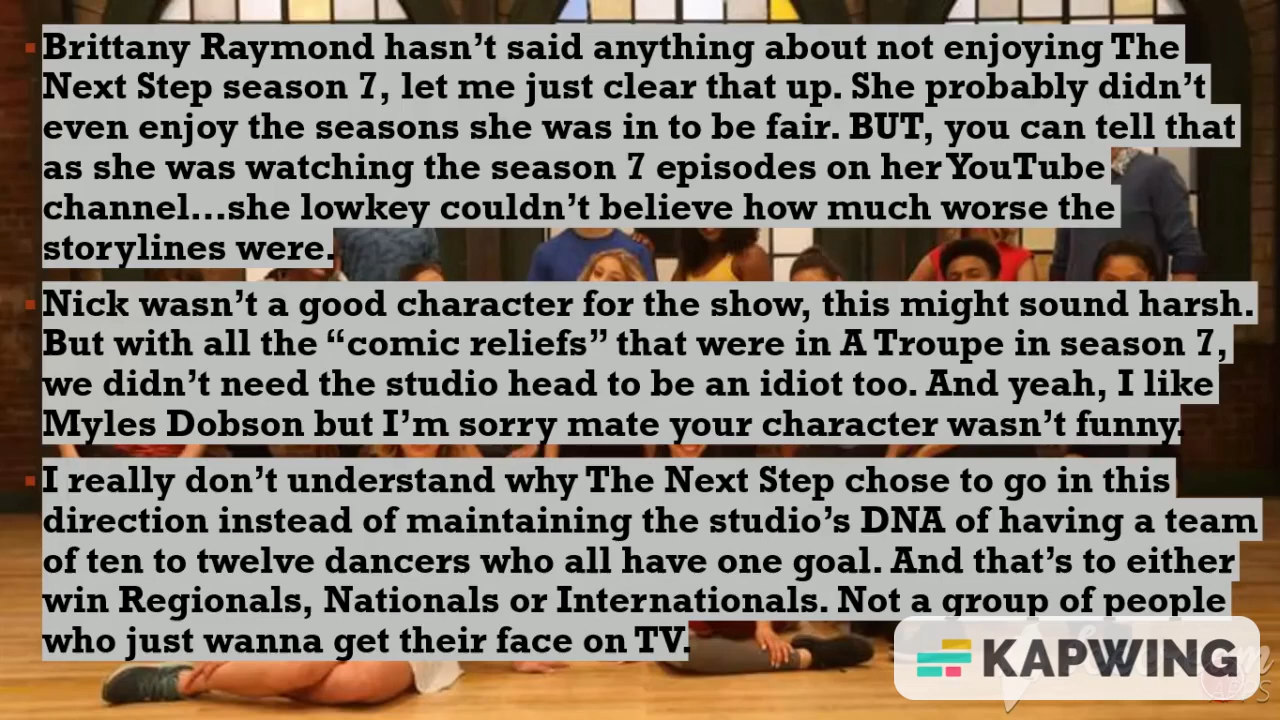 Brittany Raymond hasn’t said anything about not enjoying The
Next Step season 7, let me just clear that up. She probably didn’t
even enjoy the seasons she was in to be fair. BUT, you can tell that
as she was watching the season 7 episodes on her YouTube
channel...she lowkey couldn’t believe how much worse the
storylines were.
Nick wasn’t a good character for the show, this might sound harsh.
But with all the “comic reliefs” that were in A Troupe in season 7,
we didn’t need the studio head to be an idiot too. And yeah, I like
Myles Dobson but I’m sorry mate your character wasn’t funny.
I really don’t understand why The Next Step chose to go in this
direction instead of maintaining the studio’s DNA of having a team
of ten to twelve dancers who all have one goal. And that’s to either
win Regionals, Nationals or Internationals. Not a group of people
who just wanna get their face on TV.
KAPWING